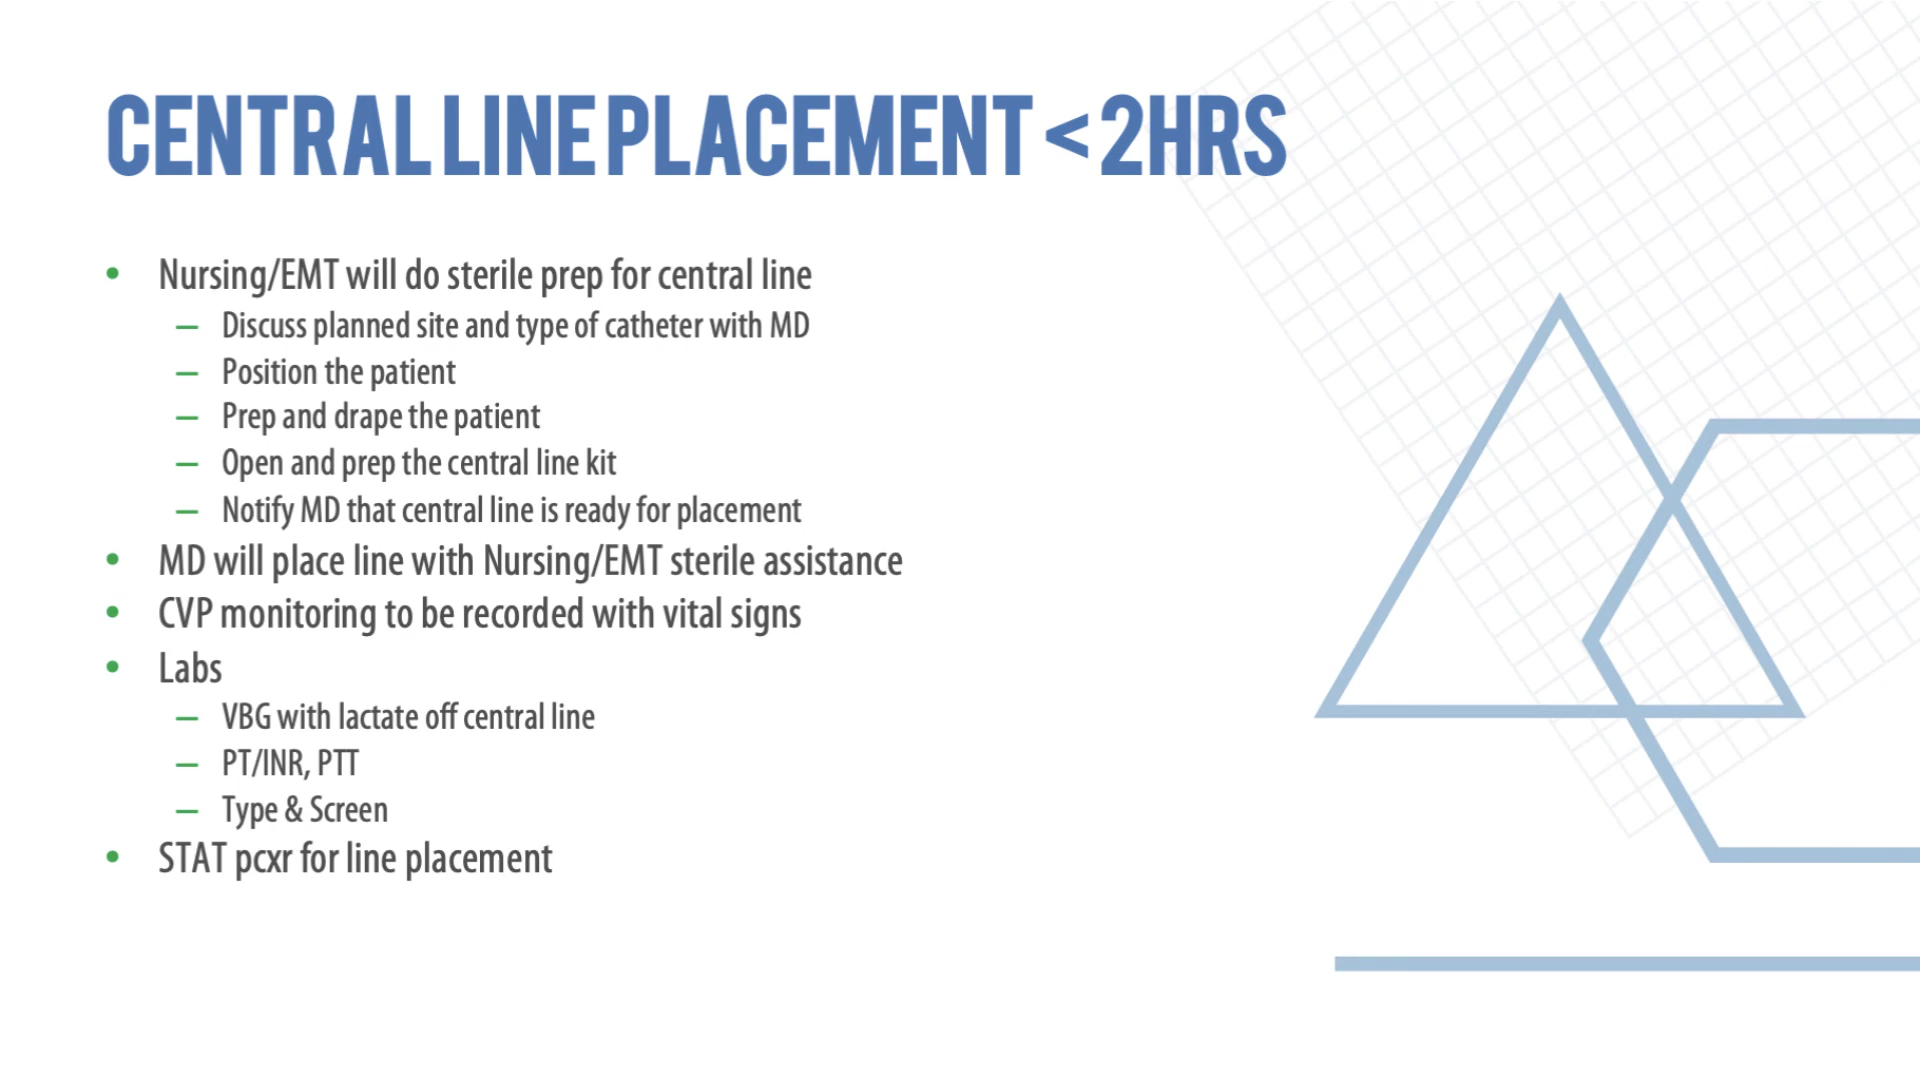 CENTRAL LINE PLACEMENT < 2HRS
• Nursing/EMT will do sterile prep for central line
– Discuss planned site and type of catheter with MD
– Position the patient
– Prep and drape the patient
– Open and prep the central line kit
– Notify MD that central line is ready for placement
• MD will place line with Nursing/EMT sterile assistance
• CVP monitoring to be recorded with vital signs
• Labs
– VBG with lactate off central line
– PT/INR, PTT
– Type & Screen
• STAT pcxr for line placement